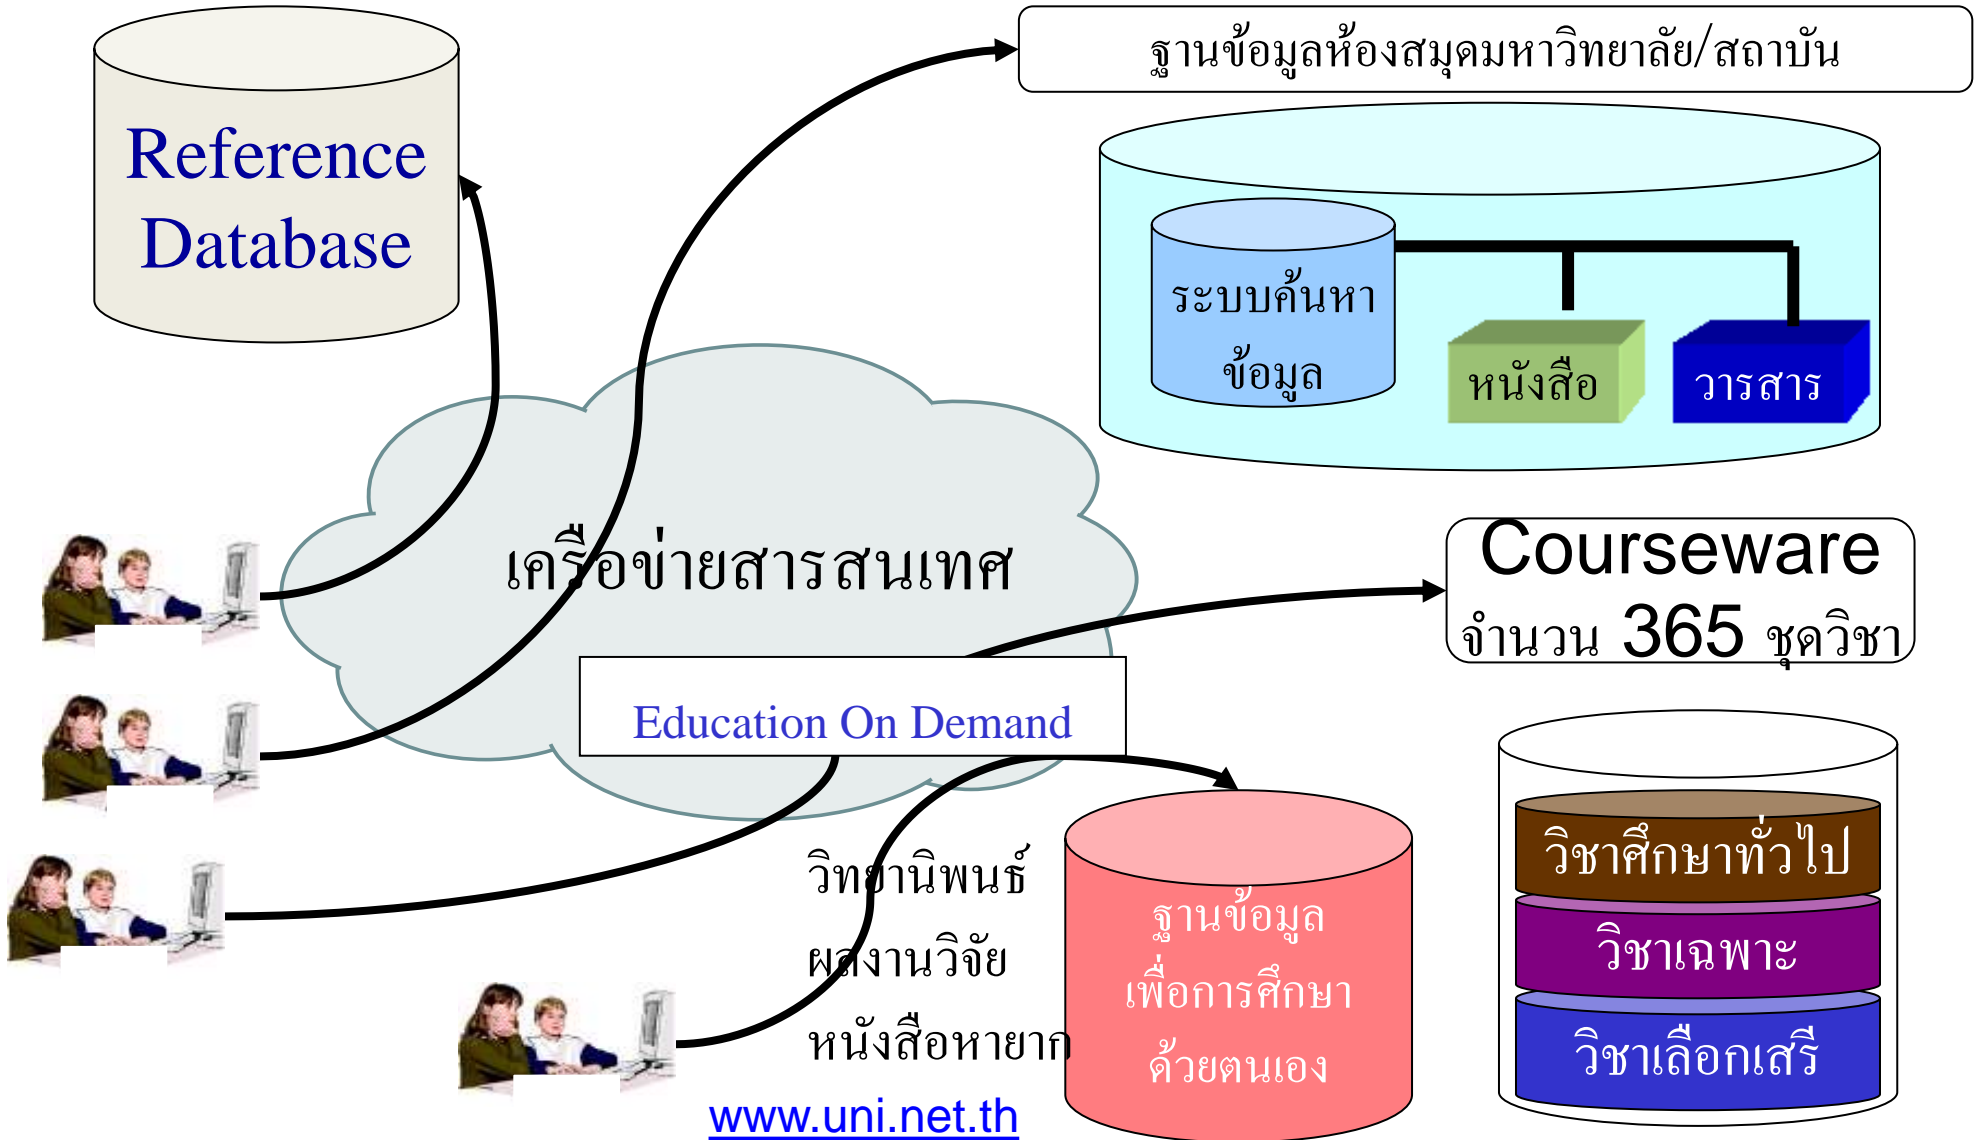 Reference
Database
ฐานข้อมูลห้องสมุดมหาวิทยาลัย/สถาบัน
ระบบค้นหา
ข้อมูล
หนังสือ
วารสาร
เครือข่ายสารสนเทศ
Courseware
จำนวน 365 ชุดวิชา
Education On Demand
วิทยานิพนธ์
ผลงานวิจัย
หนังสือหายาก
www.uni.net.th
ฐานข้อมูล
เพื่อการศึกษา
ด้วยตนเอง
วิชาศึกษาทั่วไป
วิชาเฉพาะ
วิชาเลือกเสรี